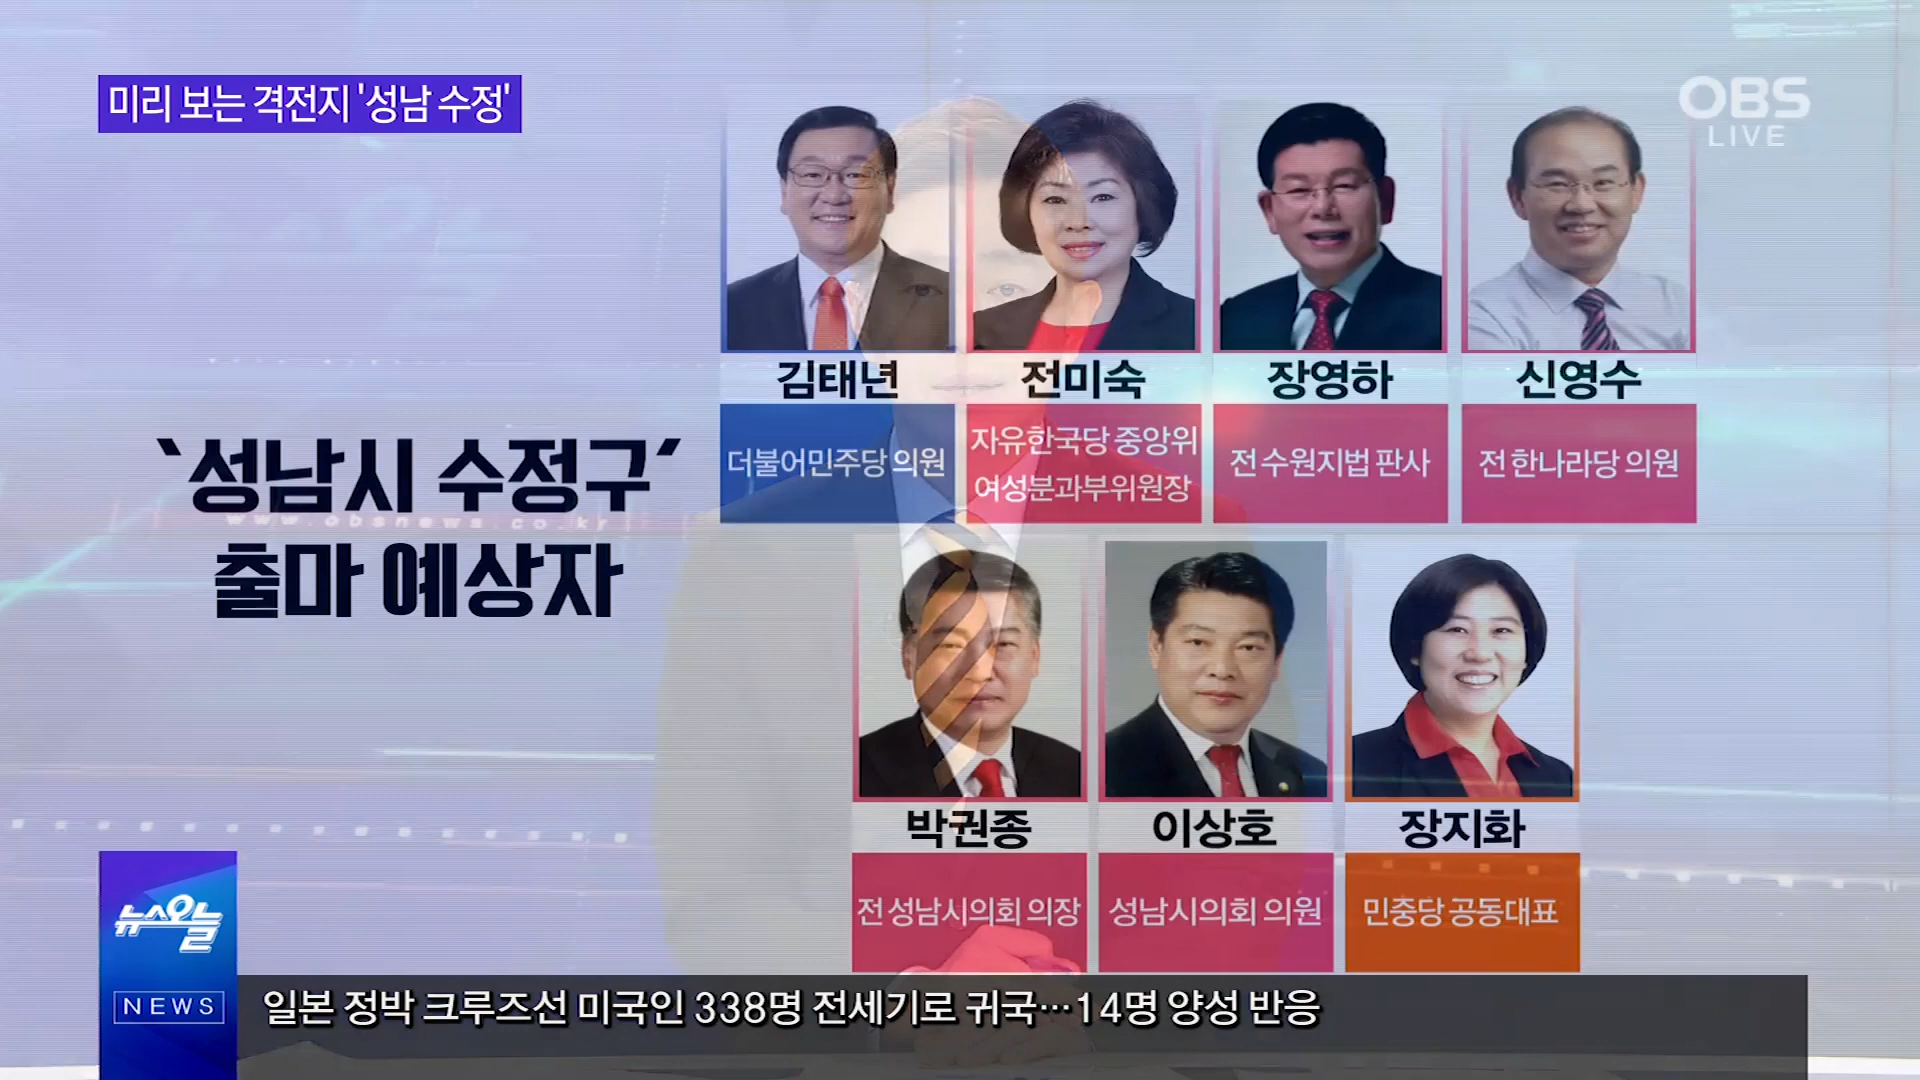 미리 보는 격전지 '성남 수정'
OBS
LIVE
`성남시 수정구´
출마 예상자
김태년
전미숙
장영하
신영수
더불어민주당 의원
자유한국당 중앙위
여성분과부위원장
전 수원지법 판사
전 한나라당 의원
www.obsnews.co.kr
박권종
이상호
장지화
전 성남시의회 의장
성남시의회 의원
민중당 공동대표
뉴스오늘
NEWS
일본 정박 크루즈선 미국인 338명 전세기로 귀국…14명 양성 반응